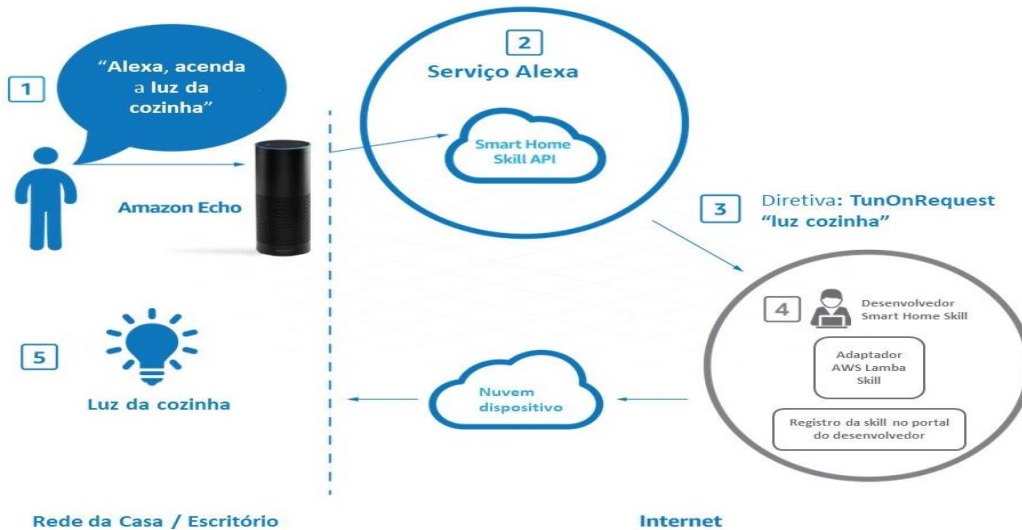 1
“Alexa, acenda
a luz da
cozinha”
Amazon Echo
2
Serviço Alexa
Smart Home
Skill API
3
Diretiva: TunOnRequest
“luz cozinha”
4
Desenvolvedor
Smart Home Skill
Adaptador
AWS Lamba
Skill
Registro da skill no portal
do desenvolvedor
Nuvem
dispositivo
5
Luz da cozinha
Rede da Casa / Escritório
Internet